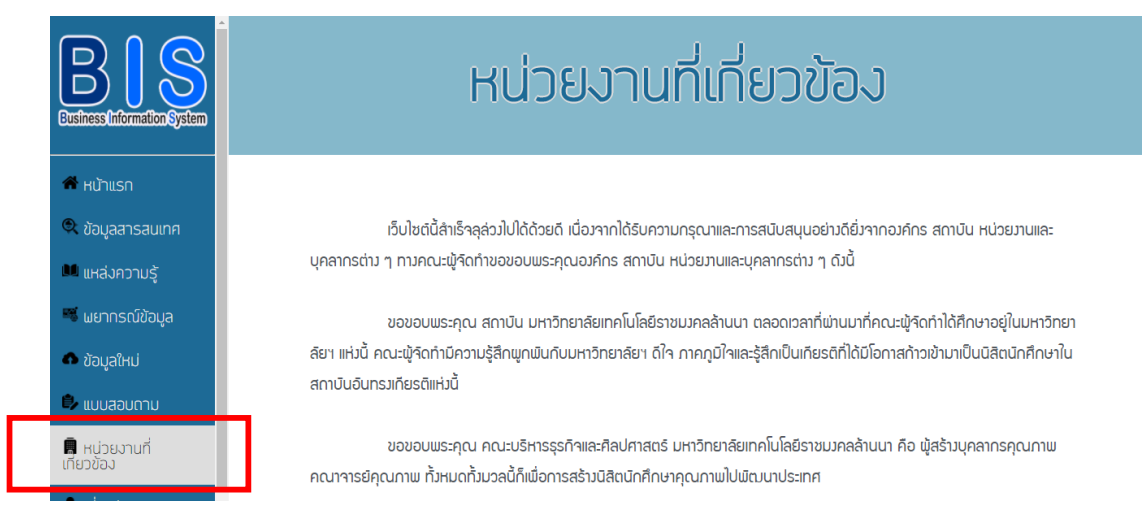 BIS
Business Information System
หน้าแรก
ข้อมูลสารสนเทศ
แหล่งความรู้
พยากรณ์ข้อมูล
ข้อมูลใหม่
แบบสอบถาม
หน่วยงานที่
เกี่ยวข้อง
หน่วยงานที่เกี่ยวข้อง
เว็บไซต์นี้สำเร็จลุล่วงไปได้ด้วยดี เนื่องจากได้รับความกรุณาและการสนับสนุนอย่างดียิ่งจากองค์กร สถาบัน หน่วยงานและ
บุคลากรต่าง ๆ ทางคณะผู้จัดทำขอขอบพระคุณองค์กร สถาบัน หน่วยงานและบุคลากรต่าง ๆ ดังนี้
ขอขอบพระคุณ สถาบัน มหาวิทยาลัยเทคโนโลยีราชมงคลล้านนา ตลอดเวลาที่ผ่านมาที่คณะผู้จัดทำได้ศึกษาอยู่ในมหาวิทยา
ลัยฯ แห่งนี้ คณะผู้จัดทำมีความรู้สึกผูกพันกับมหาวิทยาลัยฯ ดีใจ ภาคภูมิใจและรู้สึกเป็นเกียรติที่ได้มีโอกาสก้าวเข้ามาเป็นนิสิตนักศึกษาใน
สถาบันอันทรงเกียรติแห่งนี้
ขอขอบพระคุณ คณะบริหารธุรกิจและศิลปศาสตร์ มหาวิทยาลัยเทคโนโลยีราชมงคลล้านนา คือ ผู้สร้างบุคลากรคุณภาพ
คณาจารย์คุณภาพ ทั้งหมดทั้งมวลนี้ก็เพื่อการสร้างนิสิตนักศึกษาคุณภาพไปพัฒนาประเทศ